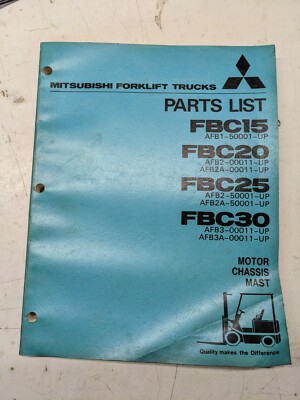 MITSUBISHI FORKLIFT TRUCKS
PARTS LIST
FBC15
AFB1-50001-UP
FBC20
AFB2-00011-UP
AFB2A-00011-UP
FBC25
AFB2-50001-UP
AFB2A-50001-UP
FBC30
AFB3-00011-UP
AFB3A-00011-UP
MOTOR
CHASSIS
MAST
Quality makes the Difference